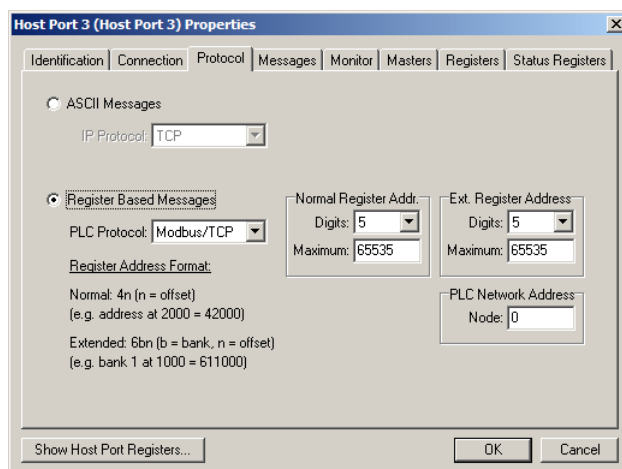 Host Port 3 (Host Port 3) Properties
Identification Connection Protocol Messages Monitor Masters Registers Status Registers
ASCII Messages
IP Protocol: TCP
Register Based Messages
PLC Protocol: Modbus/TCP
Register Address Format:
Normal: 4n (n = offset)
(e.g. address at 2000 = 42000)
Extended: 6bn (b = bank, n = offset)
(e.g. bank 1 at 1000 = 611000)
Normal Register Addr.
Digits: 5
Maximum: 65535
Ext. Register Address
Digits: 5
Maximum: 65535
PLC Network Address
Node: 0
Show Host Port Registers...
OK
Cancel